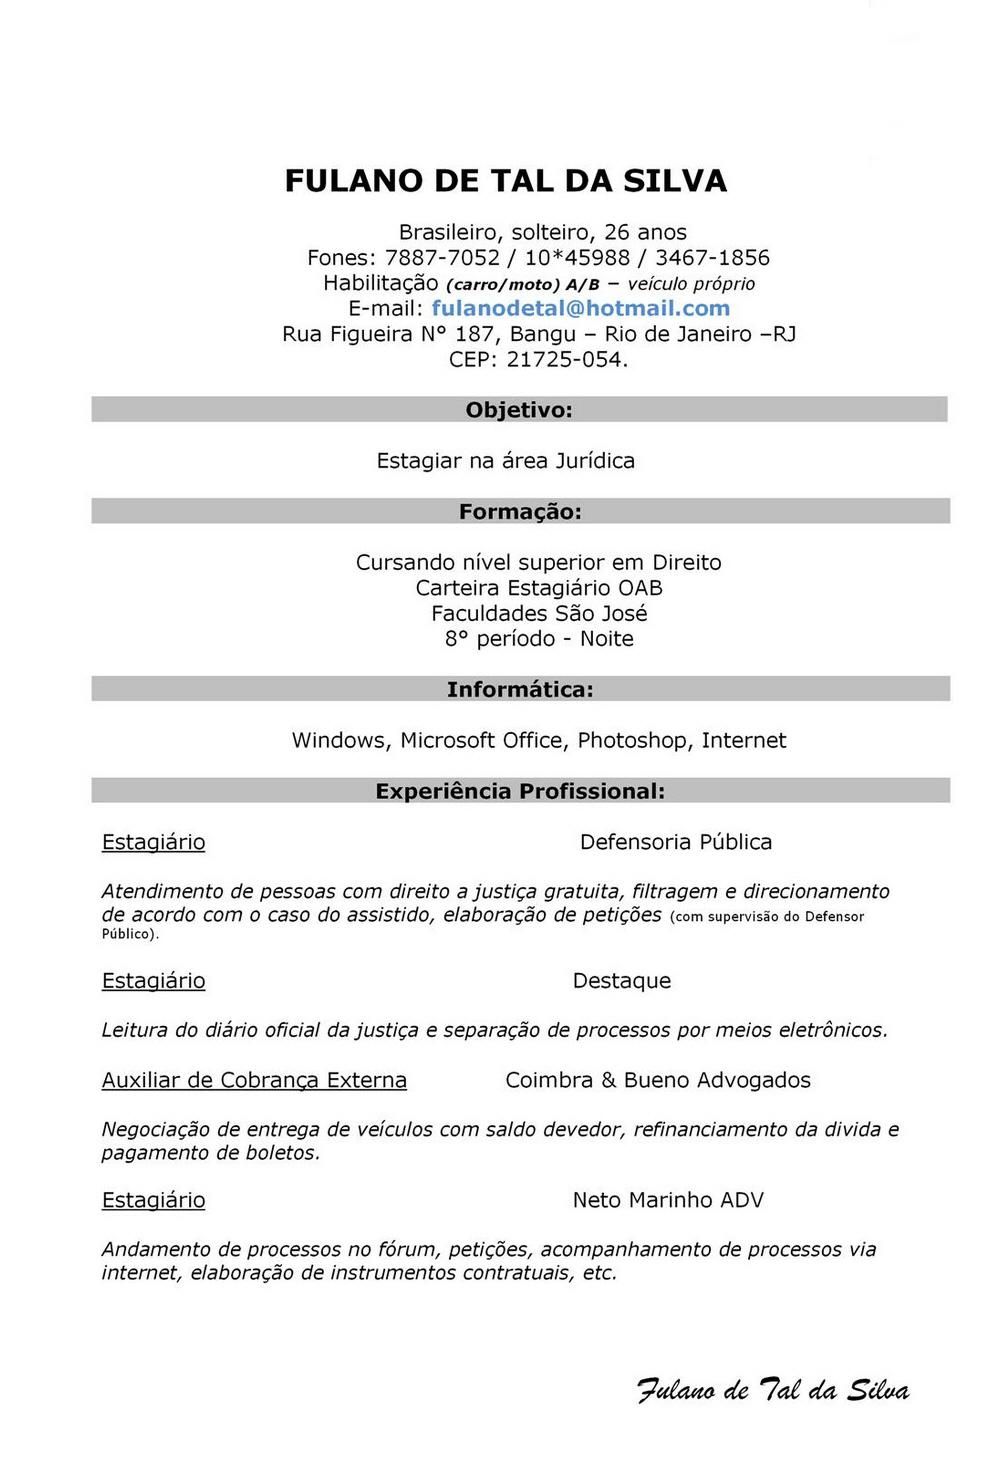 FULANO DE TAL DA SILVA
Brasileiro, solteiro, 26 anos
Fones: 7887-7052 / 10*45988 / 3467-1856
Habilitação (carro/moto) A/B – veículo próprio
E-mail: fulanodetal@hotmail.com
Rua Figueira N° 187, Bangu – Rio de Janeiro –RJ
CEP: 21725-054.
Objetivo:
Estagiar na área Jurídica
Formação:
Cursando nível superior em Direito
Carteira Estagiário OAB
Faculdades São José
8° período - Noite
Informática:
Windows, Microsoft Office, Photoshop, Internet
Experiência Profissional:
Estagiário Defensoria Pública
Atendimento de pessoas com direito a justiça gratuita, filtragem e direcionamento
de acordo com o caso do assistido, elaboração de petições (com supervisão do Defensor
Público).
Estagiário Destaque
Leitura do diário oficial da justiça e separação de processos por meios eletrônicos.
Auxiliar de Cobrança Externa Coimbra & Bueno Advogados
Negociação de entrega de veículos com saldo devedor, refinanciamento da divida e
pagamento de boletos.
Estagiário Neto Marinho ADV
Andamento de processos no fórum, petições, acompanhamento de processos via
internet, elaboração de instrumentos contratuais, etc.
Fulano de Tal da Silva